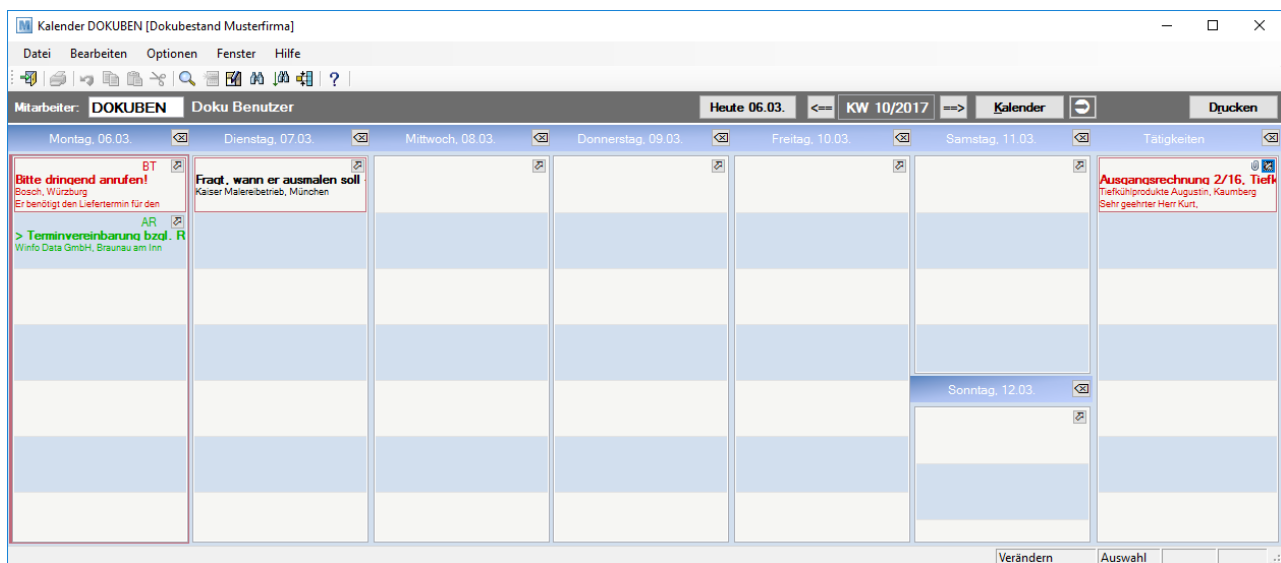 Kalender DOKUBEN [Dokubestand Musterfirma]
Datei Bearbeiten Optionen Fenster Hilfe
Mitarbeiter: DOKUBEN Doku Benutzer Heute 06.03. <== KW 10/2017 ==> Kalender Drucken
Montag, 06.03. Dienstag, 07.03. Mittwoch, 08.03. Donnerstag, 09.03. Freitag, 10.03. Samstag, 11.03. Tätigkeiten
BT
Bitte dringend anrufen!
Bosch, Würzburg
Er benötigt den Liefertermin für den
AR
> Terminvereinbarung bzgl. R
Winfo Data GmbH, Braunau am Inn
Fragt, wann er ausmalen soll
Kaiser Malereibetrieb, München
Ausgangsrechnung 2/16, Tiefk
Tiefkühlprodukte Augustin, Kaumberg
Sehr geehrter Herr Kurt,
Sonntag, 12.03.
Verändern Auswahl